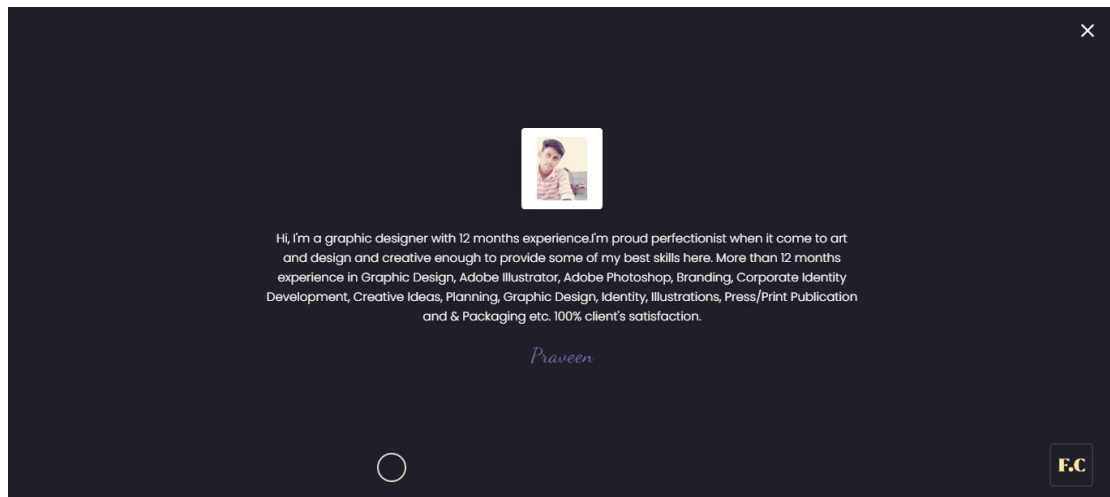 Hi, I'm a graphic designer with 12 months experience.I'm proud perfectionist when it come to art
and design and creative enough to provide some of my best skills here. More than 12 months
experience in Graphic Design, Adobe Illustrator, Adobe Photoshop, Branding, Corporate Identity
Development, Creative Ideas, Planning, Graphic Design, Identity, Illustrations, Press/Print Publication
and & Packaging etc. 100% client's satisfaction.
Praveen
F.C